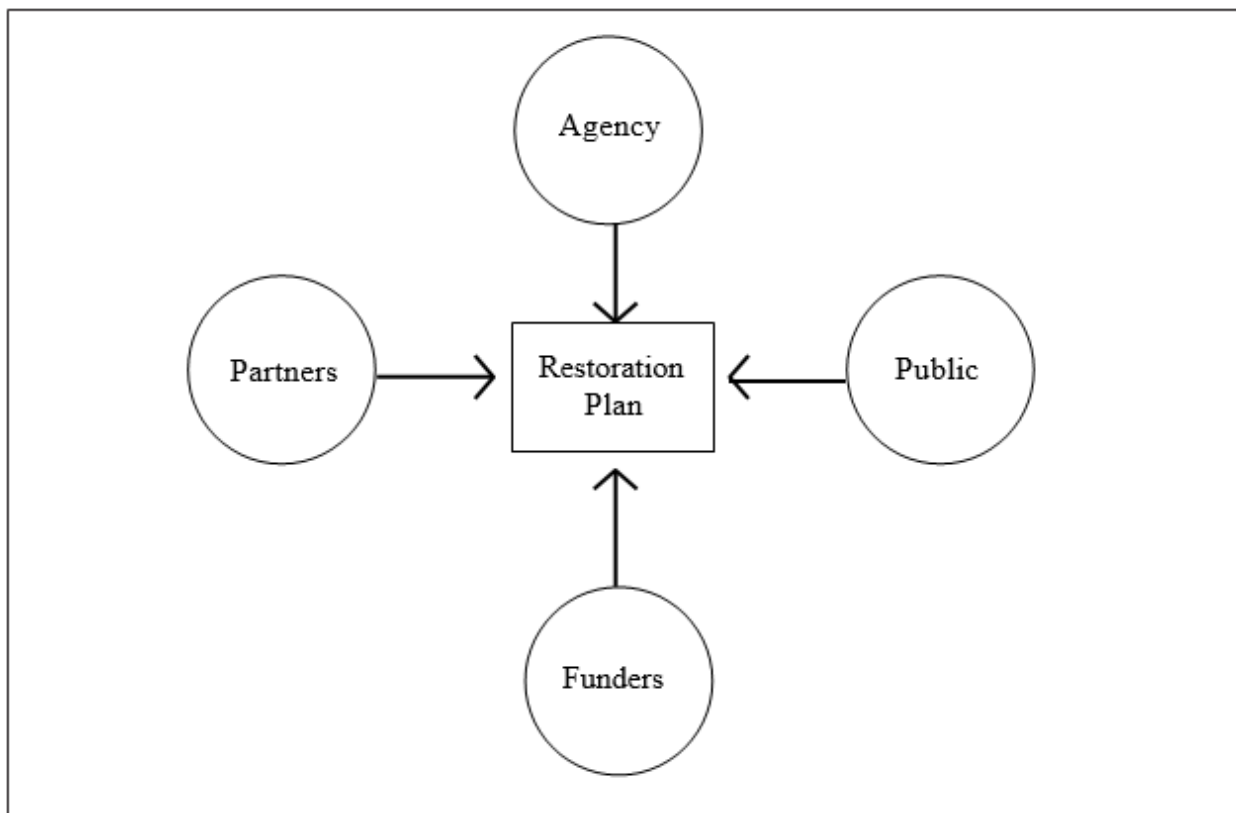 Agency
Partners
Restoration
Plan
Public
Funders